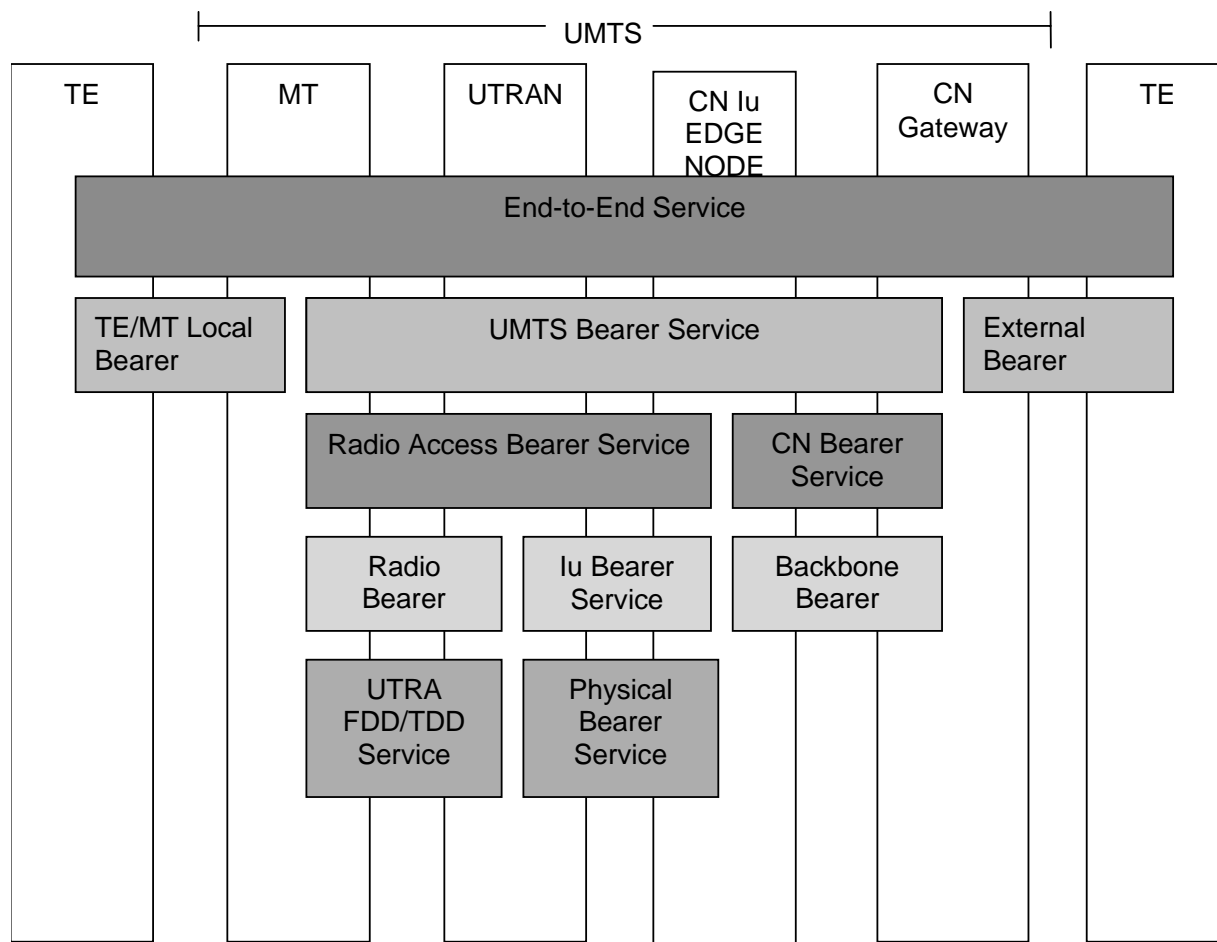 UMTS
TE
MT
UTRAN
CN Iu
EDGE
NODE
CN
Gateway
TE
End-to-End Service
TE/MT Local
Bearer
UMTS Bearer Service
External
Bearer
Radio Access Bearer Service
CN Bearer
Service
Radio
Bearer
Iu Bearer
Service
Backbone
Bearer
UTRA
FDD/TDD
Service
Physical
Bearer
Service